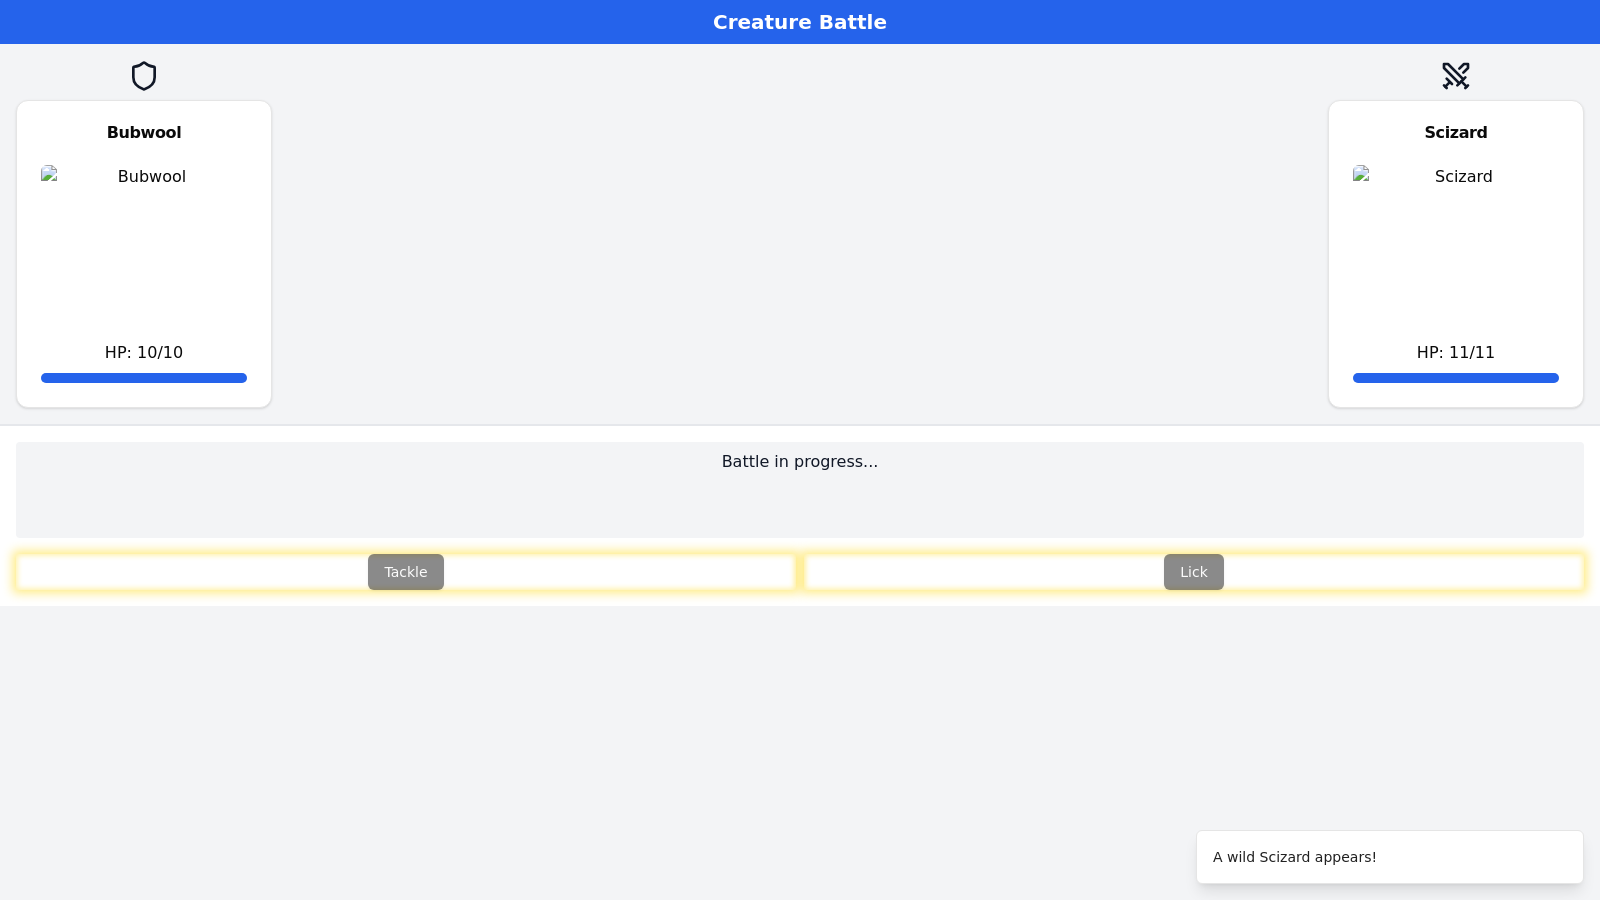 Creature Battle
Bubwool
Bubwool
HP: 10/10
Scizard
Scizard
HP: 11/11
Battle in progress...
Tackle
Lick
A wild Scizard appears!